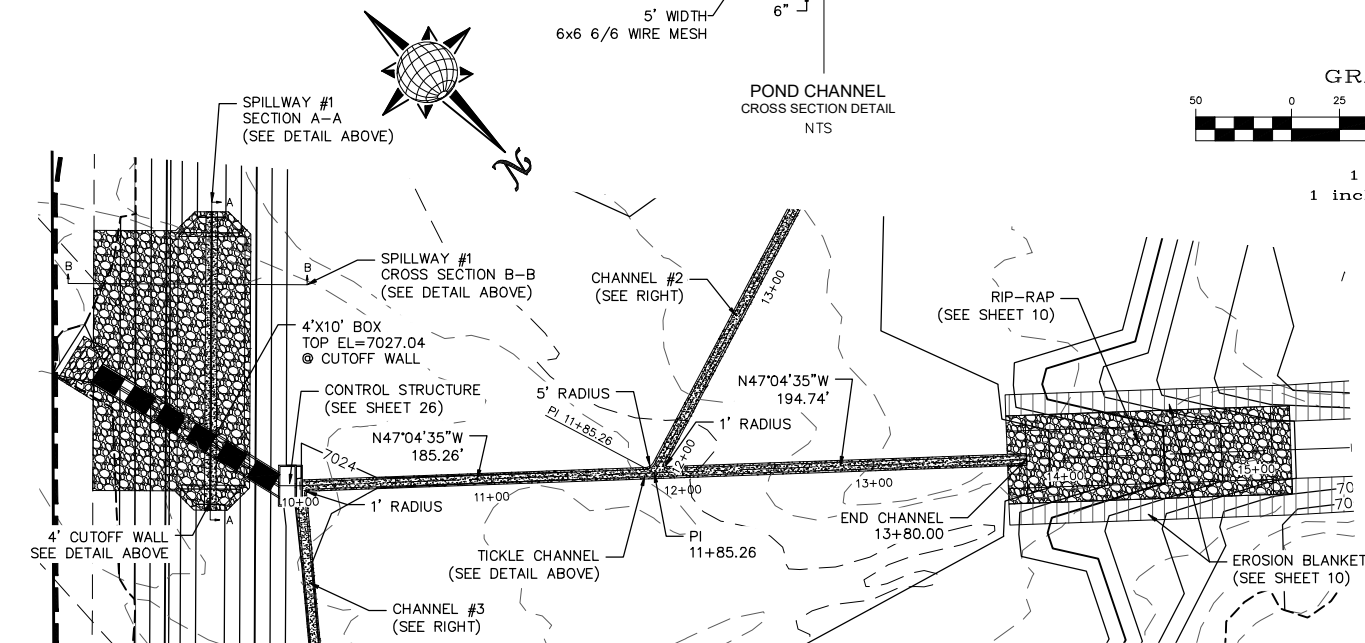 5' WIDTH
6x6 6/6 WIRE MESH
6"
POND CHANNEL
CROSS SECTION DETAIL
NTS
50
0
25
1
1
N
SPILLWAY #1
SECTION A-A
(SEE DETAIL ABOVE)
A
B
B
SPILLWAY #1
CROSS SECTION B-B
(SEE DETAIL ABOVE)
4'X10' BOX
TOP EL=7027.04
@ CUTOFF WALL
CONTROL STRUCTURE
(SEE SHEET 26)
N47°04'35"W
185.26'
7024
10+00
1' RADIUS
11+00
A
4' CUTOFF WALL
SEE DETAIL ABOVE
CHANNEL #3
(SEE RIGHT)
CHANNEL #2
(SEE RIGHT)
13+00
5' RADIUS
PI 11+85.26
1' RADIUS
12+00
12+00
N47°04'35"W
194.74'
13+00
TICKLE CHANNEL
(SEE DETAIL ABOVE)
PI
11+85.26
END CHANNEL
13+80.00
RIP-RAP
(SEE SHEET 10)
14+00
15+00
70
70
EROSION BLANKET
(SEE SHEET 10)